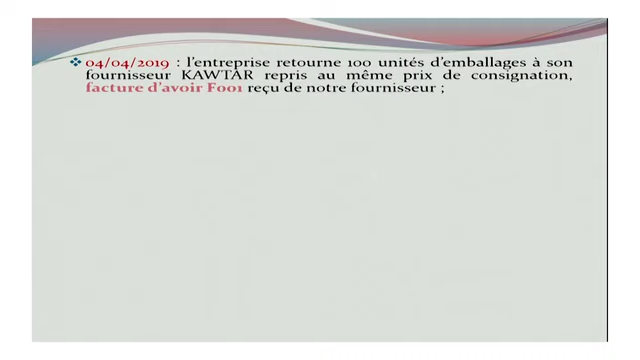 ❖ 04/04/2019 : l'entreprise retourne 100 unités d'emballages à son
fournisseur KAWTAR repris au même prix de consignation,
facture d'avoir F001 reçu de notre fournisseur ;